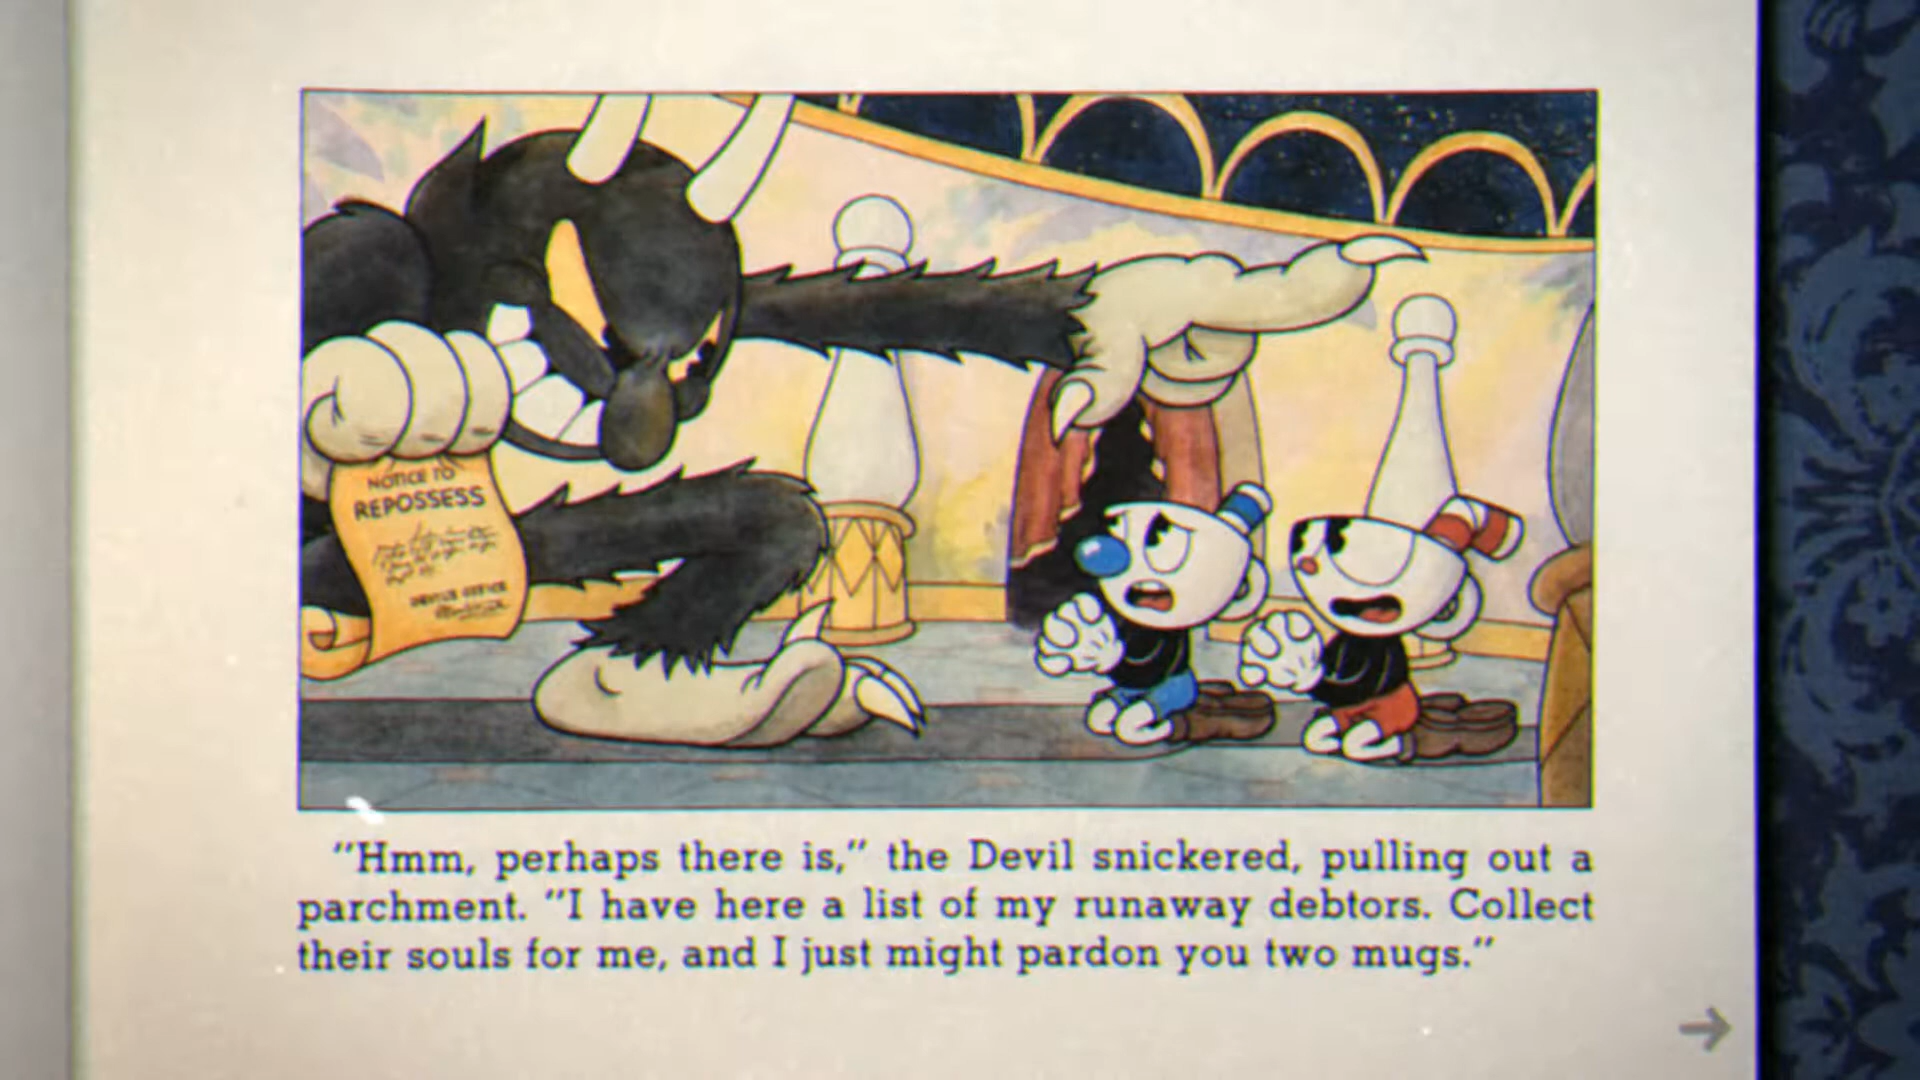 NOTICE TO
REPOSSESS
“Hmm, perhaps there is,” the Devil snickered, pulling out a
parchment. “I have here a list of my runaway debtors. Collect
their souls for me, and I just might pardon you two mugs.”